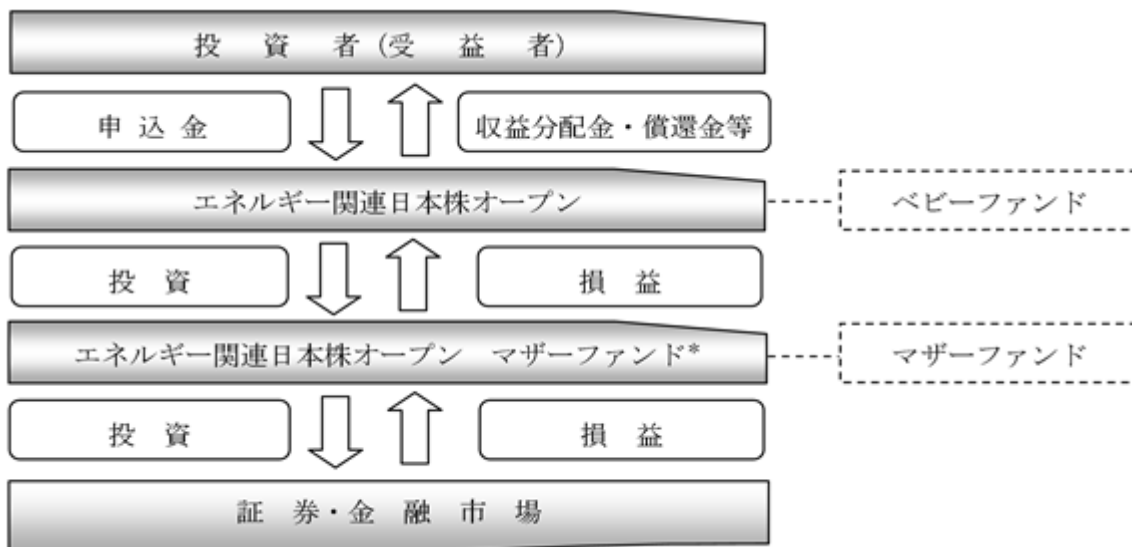 投資者(受益者)
申込金
収益分配金・償還金等
エネルギー関連日本株オープン
ベビーファンド
投資
損益
エネルギー関連日本株オープン マザーファンド*
マザーファンド
投資
損益
証券・金融市場